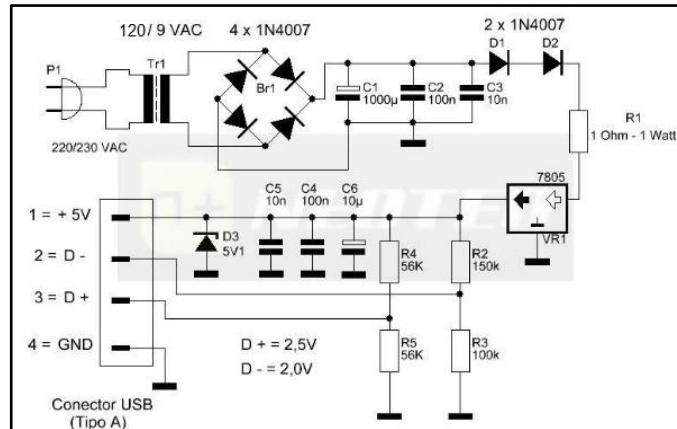 120/ 9 VAC
4 x 1N4007
2 x 1N4007
P1
Tr1
Br1
D1
D2
C1
1000µ
C2
100n
C3
10n
R1
1 Ohm - 1 Watt
220/230 VAC
7805
VR1
1 = + 5V
2 = D -
3 = D +
4 = GND
D3
5V1
C5
10n
C4
100n
C6
10µ
R4
56K
R2
150k
R5
56K
R3
100k
D + = 2,5V
D - = 2,0V
Conector USB
(Tipo A)